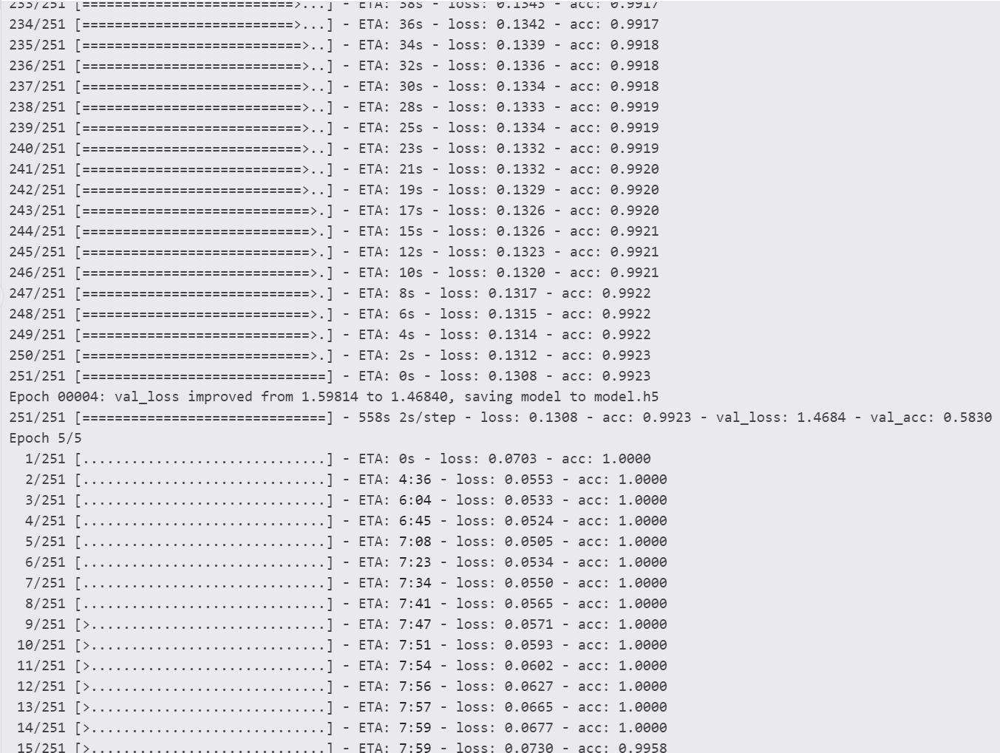 233/251 [==========================>...] - ETA: 38s - loss: 0.1343 - acc: 0.9917
234/251 [==========================>...] - ETA: 36s - loss: 0.1342 - acc: 0.9917
235/251 [===========================>..] - ETA: 34s - loss: 0.1339 - acc: 0.9918
236/251 [===========================>..] - ETA: 32s - loss: 0.1336 - acc: 0.9918
237/251 [===========================>..] - ETA: 30s - loss: 0.1334 - acc: 0.9918
238/251 [===========================>..] - ETA: 28s - loss: 0.1333 - acc: 0.9919
239/251 [===========================>..] - ETA: 25s - loss: 0.1334 - acc: 0.9919
240/251 [===========================>..] - ETA: 23s - loss: 0.1332 - acc: 0.9919
241/251 [===========================>..] - ETA: 21s - loss: 0.1332 - acc: 0.9920
242/251 [===========================>..] - ETA: 19s - loss: 0.1329 - acc: 0.9920
243/251 [============================>.] - ETA: 17s - loss: 0.1326 - acc: 0.9920
244/251 [============================>.] - ETA: 15s - loss: 0.1326 - acc: 0.9921
245/251 [============================>.] - ETA: 12s - loss: 0.1323 - acc: 0.9921
246/251 [============================>.] - ETA: 10s - loss: 0.1320 - acc: 0.9921
247/251 [============================>.] - ETA: 8s - loss: 0.1317 - acc: 0.9922
248/251 [============================>.] - ETA: 6s - loss: 0.1315 - acc: 0.9922
249/251 [============================>.] - ETA: 4s - loss: 0.1314 - acc: 0.9922
250/251 [============================>.] - ETA: 2s - loss: 0.1312 - acc: 0.9923
251/251 [==============================] - ETA: 0s - loss: 0.1308 - acc: 0.9923
Epoch 00004: val_loss improved from 1.59814 to 1.46840, saving model to model.h5
251/251 [==============================] - 558s 2s/step - loss: 0.1308 - acc: 0.9923 - val_loss: 1.4684 - val_acc: 0.5830
Epoch 5/5
  1/251 [..............................] - ETA: 0s - loss: 0.0703 - acc: 1.0000
  2/251 [..............................] - ETA: 4:36 - loss: 0.0553 - acc: 1.0000
  3/251 [..............................] - ETA: 6:04 - loss: 0.0533 - acc: 1.0000
  4/251 [..............................] - ETA: 6:45 - loss: 0.0524 - acc: 1.0000
  5/251 [..............................] - ETA: 7:08 - loss: 0.0505 - acc: 1.0000
  6/251 [..............................] - ETA: 7:23 - loss: 0.0534 - acc: 1.0000
  7/251 [..............................] - ETA: 7:34 - loss: 0.0550 - acc: 1.0000
  8/251 [..............................] - ETA: 7:41 - loss: 0.0565 - acc: 1.0000
  9/251 [>.............................] - ETA: 7:47 - loss: 0.0571 - acc: 1.0000
 10/251 [>.............................] - ETA: 7:51 - loss: 0.0593 - acc: 1.0000
 11/251 [>.............................] - ETA: 7:54 - loss: 0.0602 - acc: 1.0000
 12/251 [>.............................] - ETA: 7:56 - loss: 0.0627 - acc: 1.0000
 13/251 [>.............................] - ETA: 7:57 - loss: 0.0665 - acc: 1.0000
 14/251 [>.............................] - ETA: 7:59 - loss: 0.0677 - acc: 1.0000
 15/251 [>.............................] - ETA: 7:59 - loss: 0.0730 - acc: 0.9958